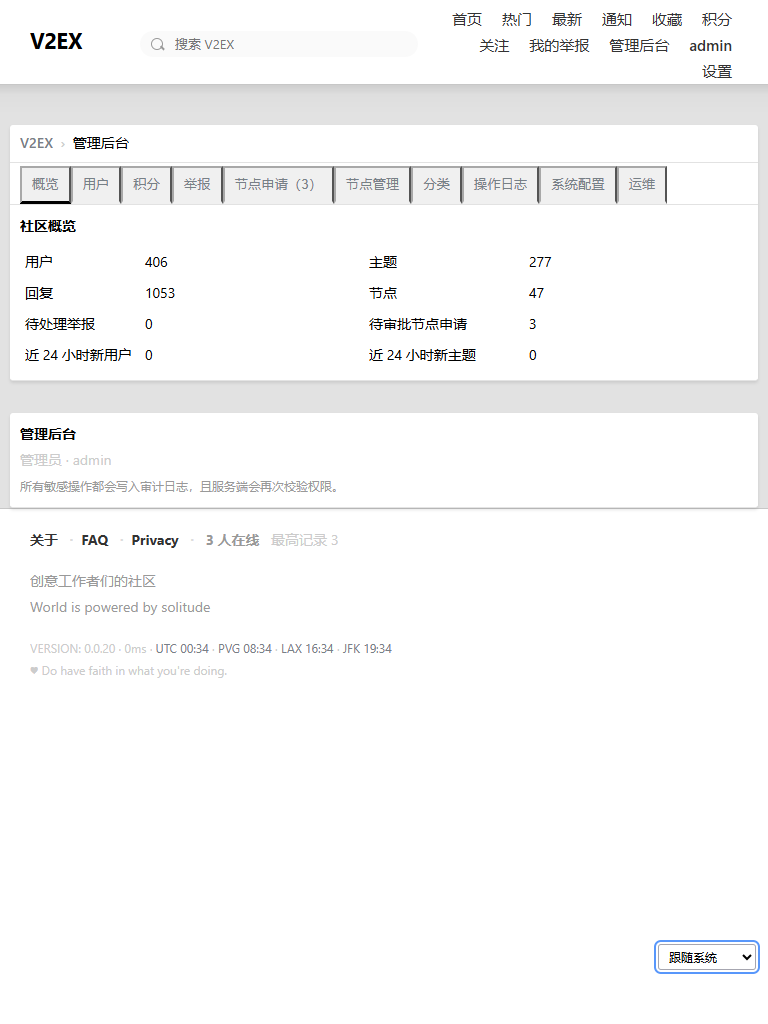 V2EX
搜索 V2EX
首页 热门 最新 通知 收藏 积分
关注 我的举报 管理后台 admin
设置
V2EX › 管理后台
概览 用户 积分 举报 节点申请（3） 节点管理 分类 操作日志 系统配置 运维
社区概览
用户 406 主题 277
回复 1053 节点 47
待处理举报 0 待审批节点申请 3
近 24 小时新用户 0 近 24 小时新主题 0
管理后台
管理员 · admin
所有敏感操作都会写入审计日志，且服务端会再次校验权限。
关于 · FAQ · Privacy · 3 人在线 最高记录 3
创意工作者们的社区
World is powered by solitude
VERSION: 0.0.20 · 0ms · UTC 00:34 · PVG 08:34 · LAX 16:34 · JFK 19:34
♥ Do have faith in what you're doing.
跟随系统